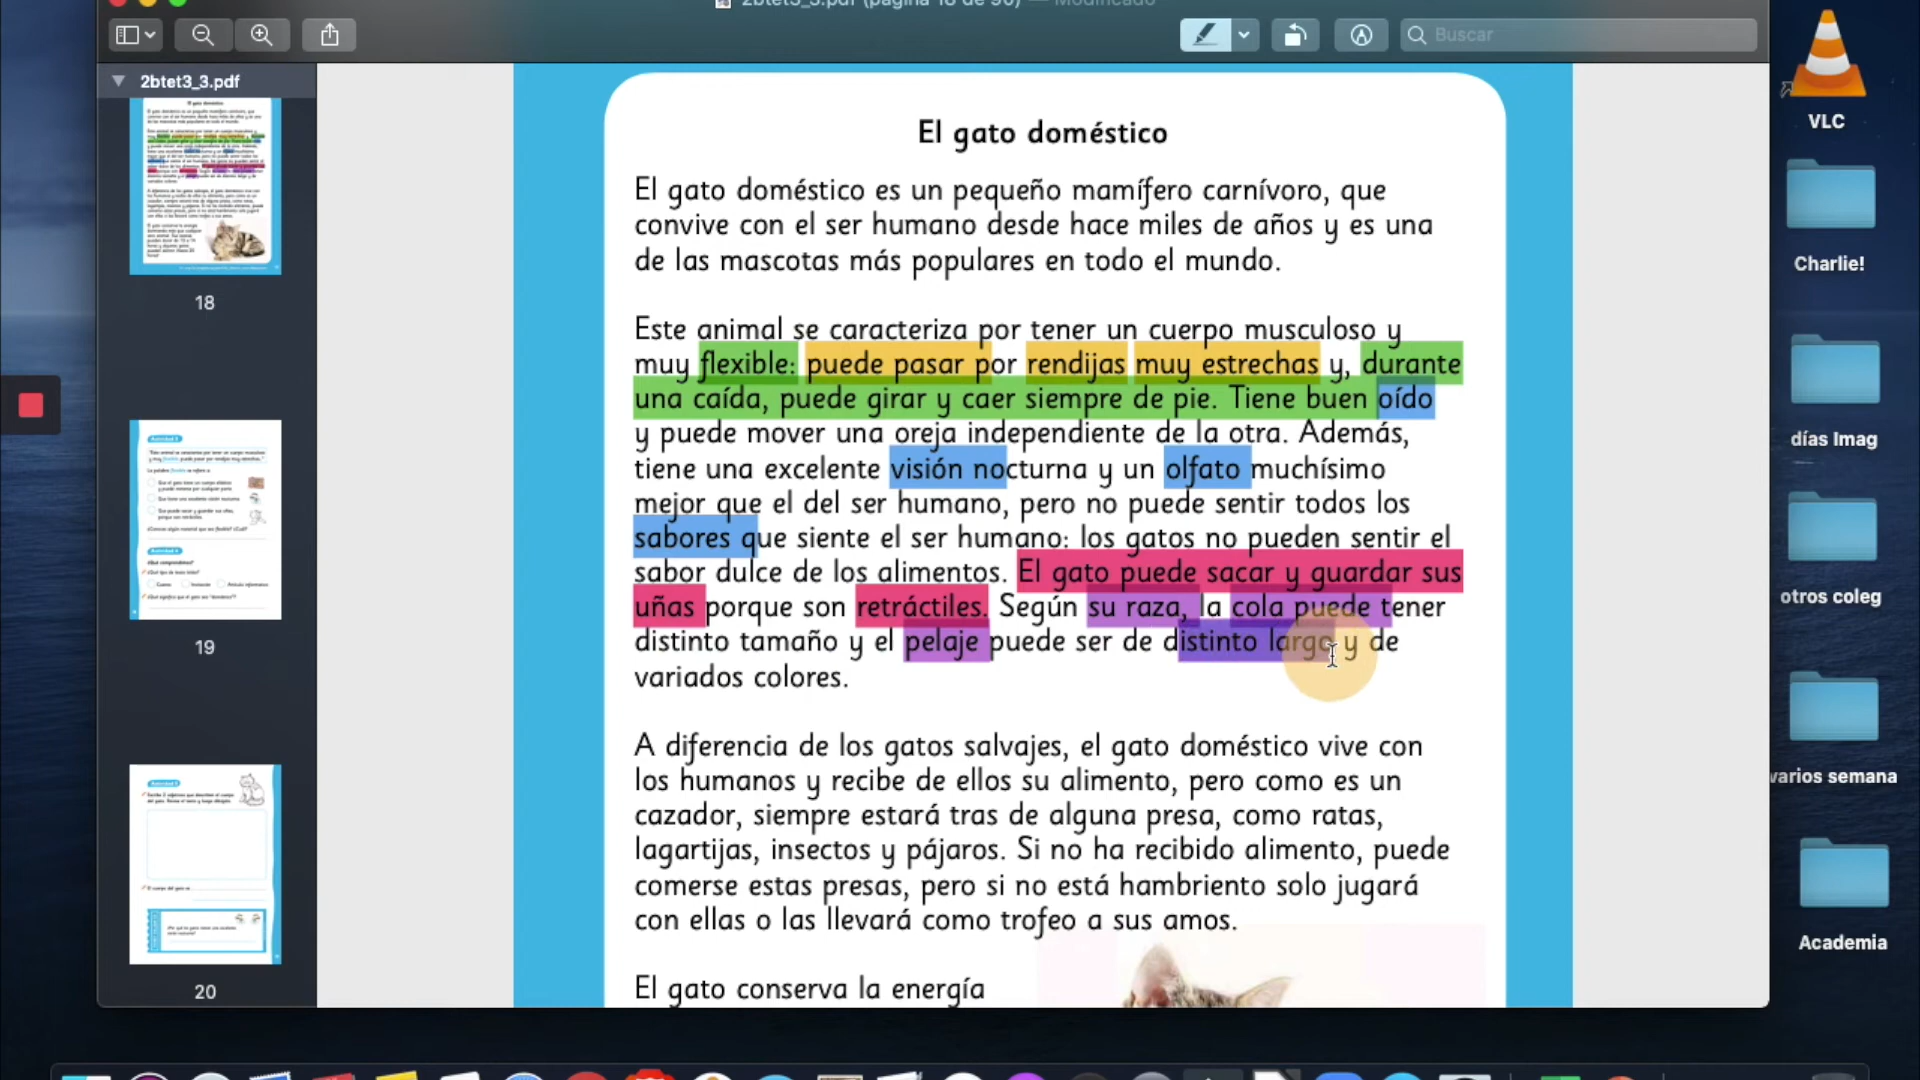 2btet3_3.pdf (página 18 de 90) — Modificado
Buscar
2btet3_3.pdf
18
19
20
El gato doméstico
El gato doméstico es un pequeño mamífero carnívoro, que
convive con el ser humano desde hace miles de años y es una
de las mascotas más populares en todo el mundo.
Este animal se caracteriza por tener un cuerpo musculoso y
muy flexible: puede pasar por rendijas muy estrechas y, durante
una caída, puede girar y caer siempre de pie. Tiene buen oído
y puede mover una oreja independiente de la otra. Además,
tiene una excelente visión nocturna y un olfato muchísimo
mejor que el del ser humano, pero no puede sentir todos los
sabores que siente el ser humano: los gatos no pueden sentir el
sabor dulce de los alimentos. El gato puede sacar y guardar sus
uñas porque son retráctiles. Según su raza, la cola puede tener
distinto tamaño y el pelaje puede ser de distinto largo y de
variados colores.
A diferencia de los gatos salvajes, el gato doméstico vive con
los humanos y recibe de ellos su alimento, pero como es un
cazador, siempre estará tras de alguna presa, como ratas,
lagartijas, insectos y pájaros. Si no ha recibido alimento, puede
comerse estas presas, pero si no está hambriento solo jugará
con ellas o las llevará como trofeo a sus amos.
El gato conserva la energía
VLC
Charlie!
días Imag
otros coleg
varios semana
Academia